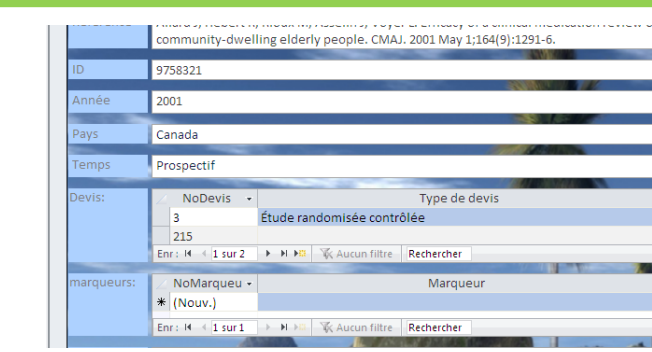 community-dwelling elderly people. CMAJ. 2001 May 1;164(9):1291-6.
ID 9758321
Année 2001
Pays Canada
Temps Prospectif
Devis: NoDevis Type de devis
3 Étude randomisée contrôlée
215
Enr : 1 sur 2 Aucun filtre Rechercher
marqueurs: NoMarqueu Marqueur
(Nouv.)
Enr : 1 sur 1 Aucun filtre Rechercher